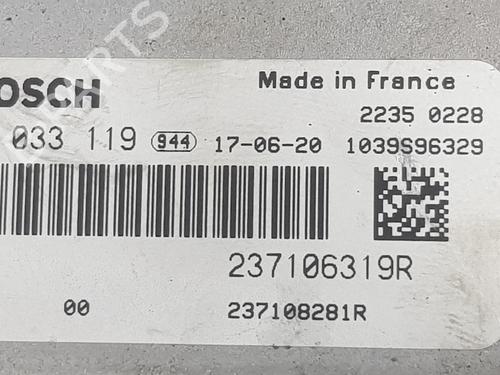 OSCH
Made in France
2235 0228
033 119 944 17-06-20 1039S96329
237106319R
00 237108281R